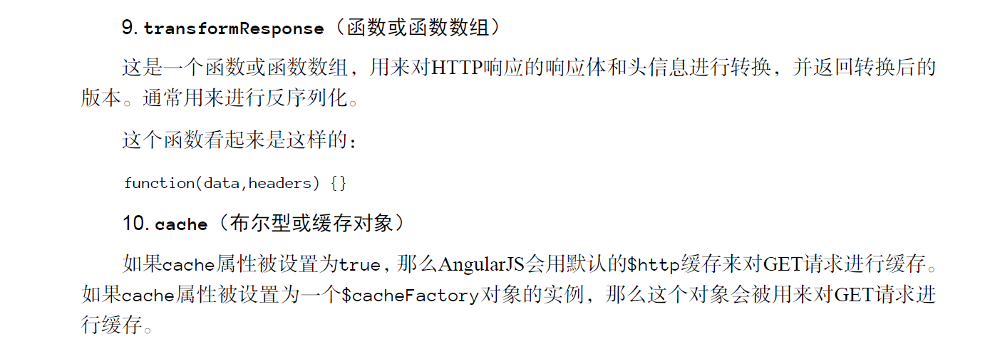 9. transformResponse（函数或函数数组）
这是一个函数或函数数组，用来对HTTP响应的响应体和头信息进行转换，并返回转换后的
版本。通常用来进行反序列化。
这个函数看起来是这样的：
function(data,headers) {}
10. cache（布尔型或缓存对象）
如果cache属性被设置为true，那么AngularJS会用默认的$http缓存来对GET请求进行缓存。
如果cache属性被设置为一个$cacheFactory对象的实例，那么这个对象会被用来对GET请求进
行缓存。